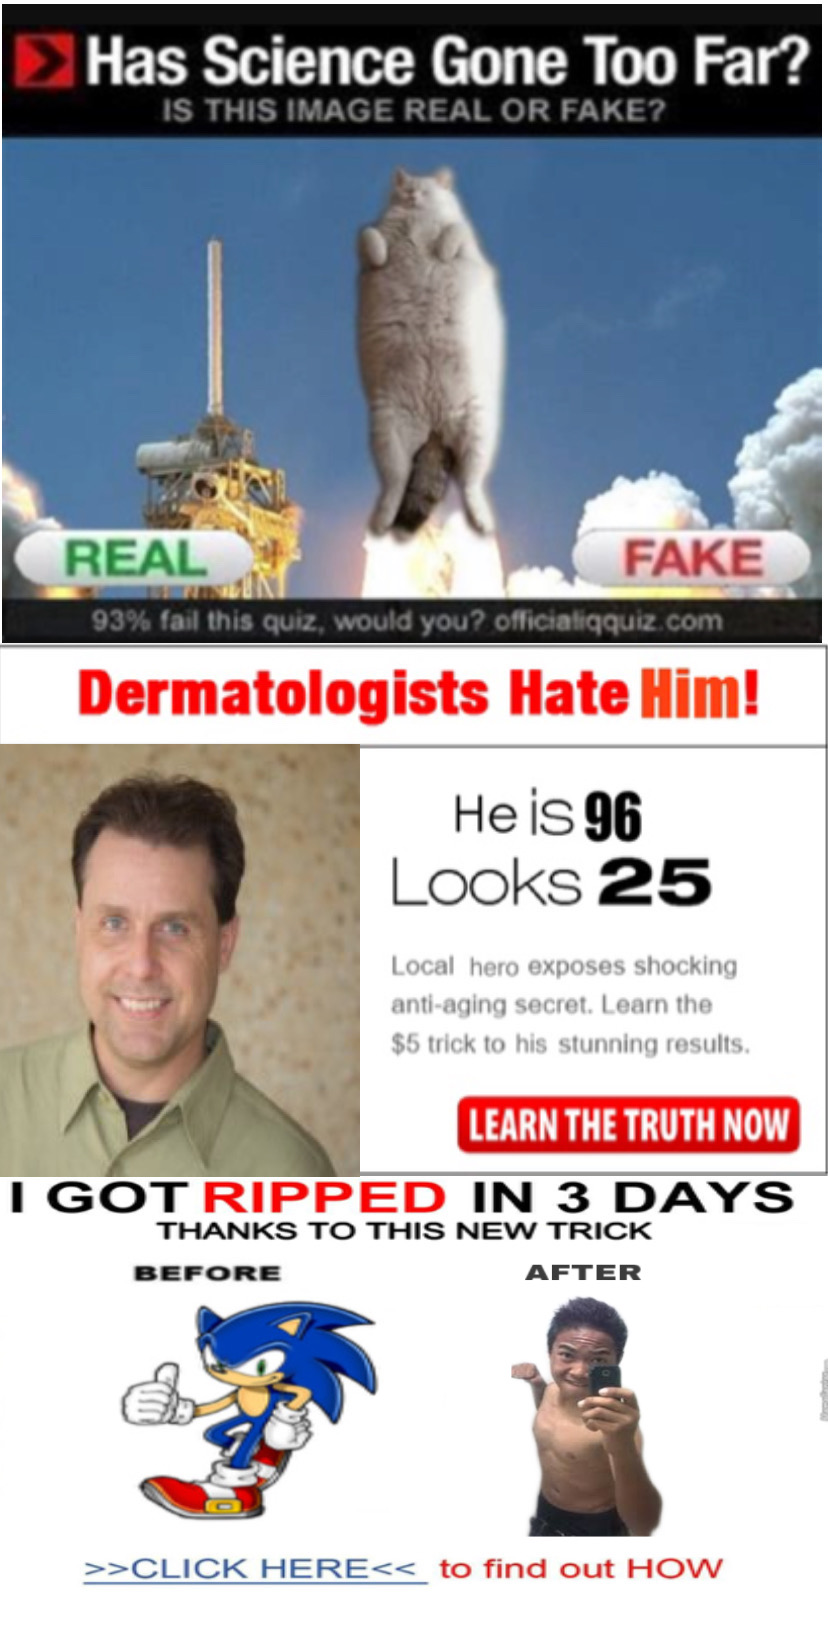 Has Science Gone Too Far?
IS THIS IMAGE REAL OR FAKE?
REAL
FAKE
93% fail this quiz, would you? officialiqquiz.com
Dermatologists Hate Him!
He is 96
Looks 25
Local hero exposes shocking
anti-aging secret. Learn the
$5 trick to his stunning results.
LEARN THE TRUTH NOW
I GOT RIPPED IN 3 DAYS
THANKS TO THIS NEW TRICK
BEFORE
AFTER
>>CLICK HERE<< to find out HOW